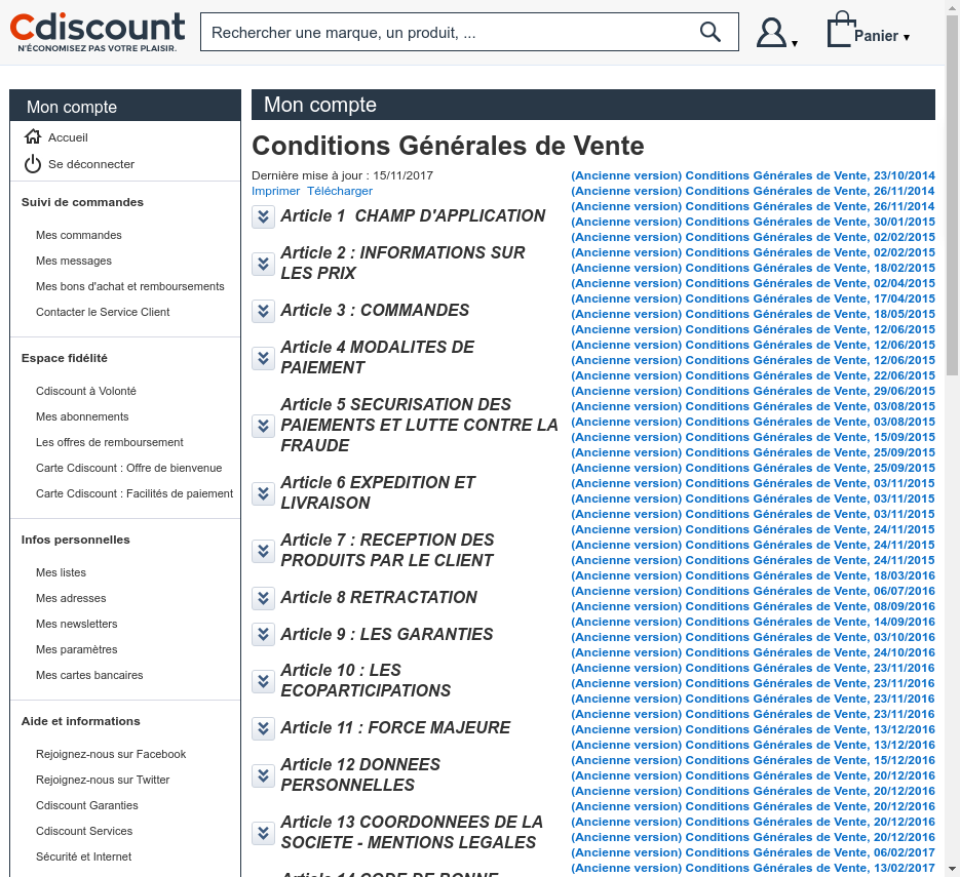 Cdiscount
N'ÉCONOMISEZ PAS VOTRE PLAISIR.
Rechercher une marque, un produit, ...
Panier
Mon compte
Accueil
Se déconnecter
Suivi de commandes
Mes commandes
Mes messages
Mes bons d'achat et remboursements
Contacter le Service Client
Espace fidélité
Cdiscount à Volonté
Mes abonnements
Les offres de remboursement
Carte Cdiscount : Offre de bienvenue
Carte Cdiscount : Facilités de paiement
Infos personnelles
Mes listes
Mes adresses
Mes newsletters
Mes paramètres
Mes cartes bancaires
Aide et informations
Rejoignez-nous sur Facebook
Rejoignez-nous sur Twitter
Cdiscount Garanties
Cdiscount Services
Sécurité et Internet
Mon compte
Conditions Générales de Vente
Dernière mise à jour : 15/11/2017
Imprimer Télécharger
Article 1 CHAMP D'APPLICATION
Article 2 : INFORMATIONS SUR
LES PRIX
Article 3 : COMMANDES
Article 4 MODALITES DE
PAIEMENT
Article 5 SECURISATION DES
PAIEMENTS ET LUTTE CONTRE LA
FRAUDE
Article 6 EXPEDITION ET
LIVRAISON
Article 7 : RECEPTION DES
PRODUITS PAR LE CLIENT
Article 8 RETRACTATION
Article 9 : LES GARANTIES
Article 10 : LES
ECOPARTICIPATIONS
Article 11 : FORCE MAJEURE
Article 12 DONNEES
PERSONNELLES
Article 13 COORDONNEES DE LA
SOCIETE - MENTIONS LEGALES
Article 14 CODE DE BONNE
(Ancienne version) Conditions Générales de Vente, 23/10/2014
(Ancienne version) Conditions Générales de Vente, 26/11/2014
(Ancienne version) Conditions Générales de Vente, 26/11/2014
(Ancienne version) Conditions Générales de Vente, 30/01/2015
(Ancienne version) Conditions Générales de Vente, 02/02/2015
(Ancienne version) Conditions Générales de Vente, 02/02/2015
(Ancienne version) Conditions Générales de Vente, 18/02/2015
(Ancienne version) Conditions Générales de Vente, 02/04/2015
(Ancienne version) Conditions Générales de Vente, 17/04/2015
(Ancienne version) Conditions Générales de Vente, 18/05/2015
(Ancienne version) Conditions Générales de Vente, 12/06/2015
(Ancienne version) Conditions Générales de Vente, 12/06/2015
(Ancienne version) Conditions Générales de Vente, 12/06/2015
(Ancienne version) Conditions Générales de Vente, 22/06/2015
(Ancienne version) Conditions Générales de Vente, 29/06/2015
(Ancienne version) Conditions Générales de Vente, 03/08/2015
(Ancienne version) Conditions Générales de Vente, 03/08/2015
(Ancienne version) Conditions Générales de Vente, 15/09/2015
(Ancienne version) Conditions Générales de Vente, 25/09/2015
(Ancienne version) Conditions Générales de Vente, 25/09/2015
(Ancienne version) Conditions Générales de Vente, 03/11/2015
(Ancienne version) Conditions Générales de Vente, 03/11/2015
(Ancienne version) Conditions Générales de Vente, 03/11/2015
(Ancienne version) Conditions Générales de Vente, 24/11/2015
(Ancienne version) Conditions Générales de Vente, 24/11/2015
(Ancienne version) Conditions Générales de Vente, 24/11/2015
(Ancienne version) Conditions Générales de Vente, 18/03/2016
(Ancienne version) Conditions Générales de Vente, 06/07/2016
(Ancienne version) Conditions Générales de Vente, 08/09/2016
(Ancienne version) Conditions Générales de Vente, 14/09/2016
(Ancienne version) Conditions Générales de Vente, 03/10/2016
(Ancienne version) Conditions Générales de Vente, 24/10/2016
(Ancienne version) Conditions Générales de Vente, 23/11/2016
(Ancienne version) Conditions Générales de Vente, 23/11/2016
(Ancienne version) Conditions Générales de Vente, 23/11/2016
(Ancienne version) Conditions Générales de Vente, 23/11/2016
(Ancienne version) Conditions Générales de Vente, 13/12/2016
(Ancienne version) Conditions Générales de Vente, 13/12/2016
(Ancienne version) Conditions Générales de Vente, 15/12/2016
(Ancienne version) Conditions Générales de Vente, 20/12/2016
(Ancienne version) Conditions Générales de Vente, 20/12/2016
(Ancienne version) Conditions Générales de Vente, 20/12/2016
(Ancienne version) Conditions Générales de Vente, 20/12/2016
(Ancienne version) Conditions Générales de Vente, 20/12/2016
(Ancienne version) Conditions Générales de Vente, 06/02/2017
(Ancienne version) Conditions Générales de Vente, 13/02/2017